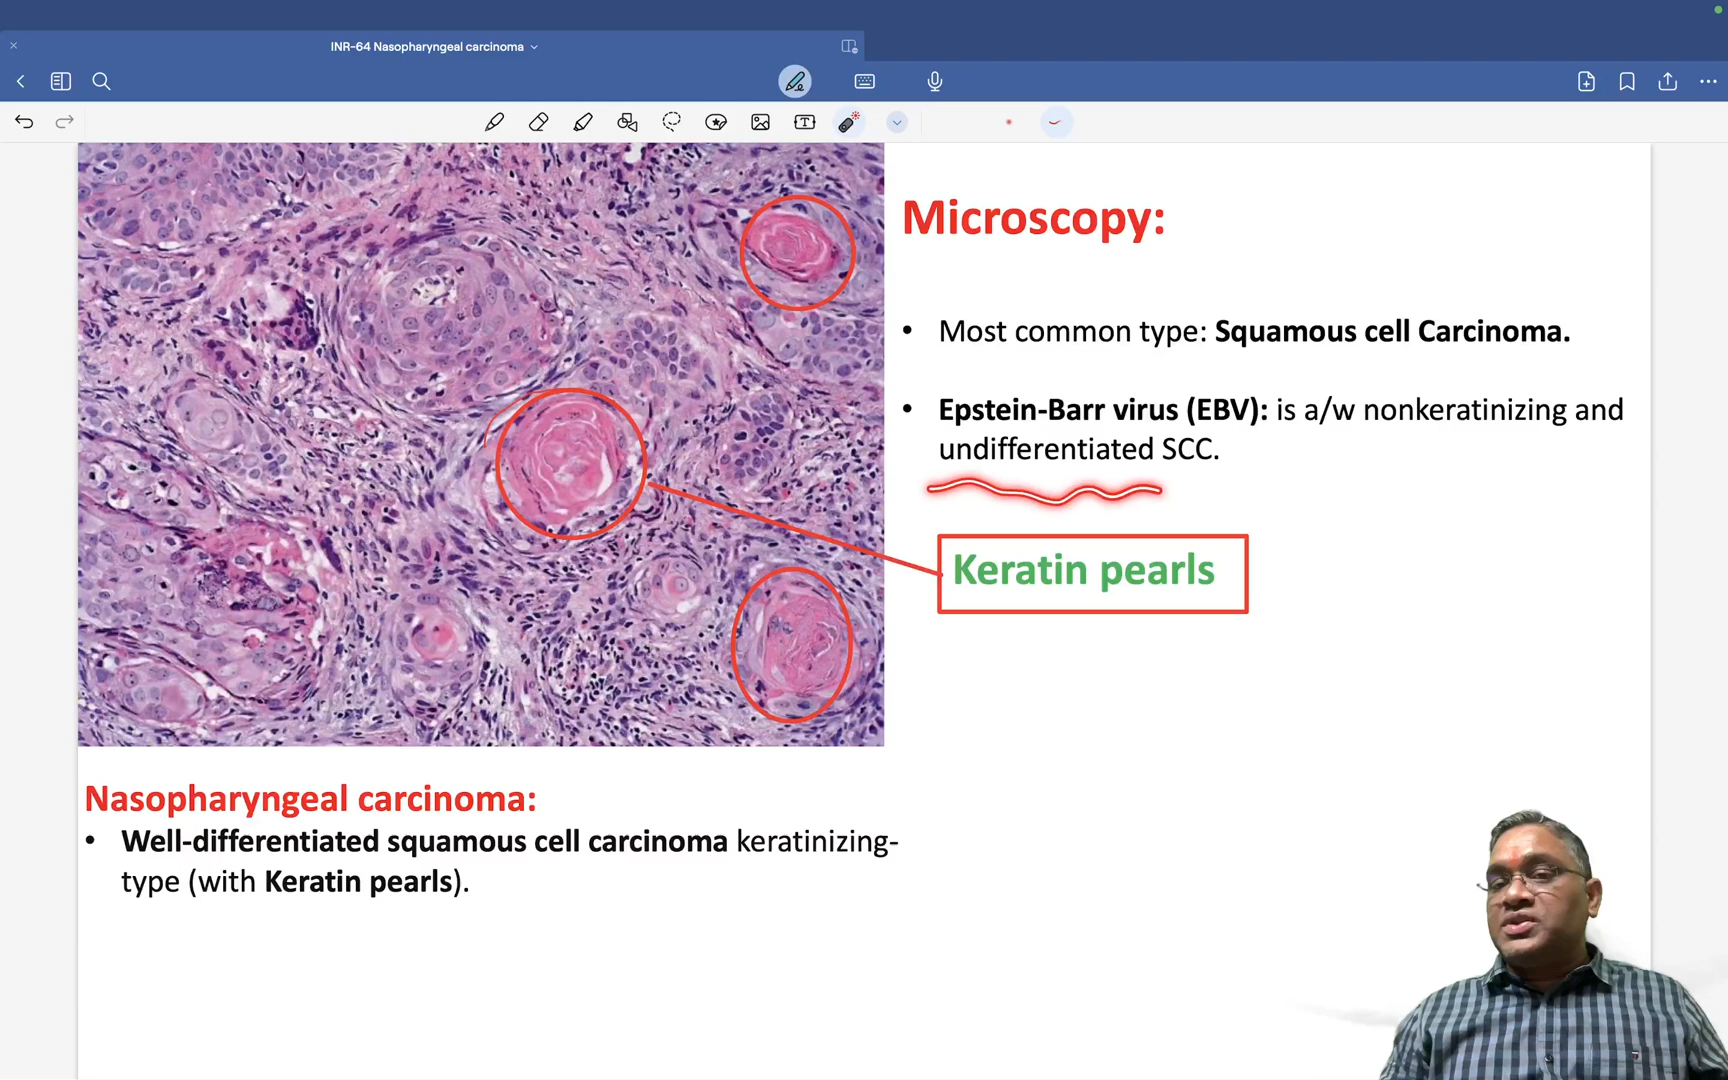 INR-64 Nasopharyngeal carcinoma
Microscopy:
• Most common type: Squamous cell Carcinoma.
• Epstein-Barr virus (EBV): is a/w nonkeratinizing and
undifferentiated SCC.
Keratin pearls
Nasopharyngeal carcinoma:
• Well-differentiated squamous cell carcinoma keratinizing-
type (with Keratin pearls).